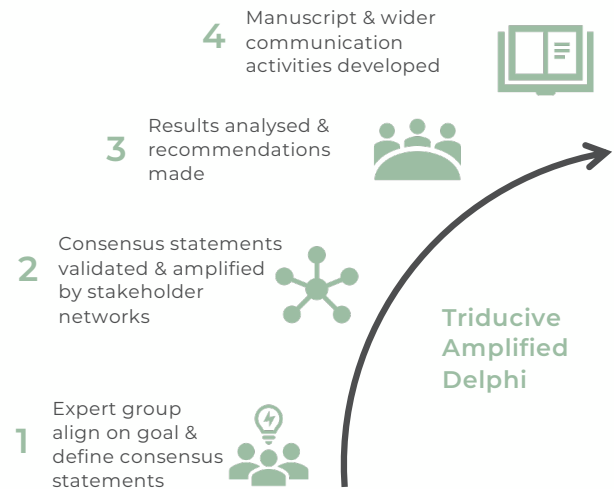 4
Manuscript & wider
communication
activities developed
3
Results analysed &
recommendations
made
2
Consensus statements
validated & amplified
by stakeholder
networks
Triducive
Amplified
Delphi
1
Expert group
align on goal &
define consensus
statements